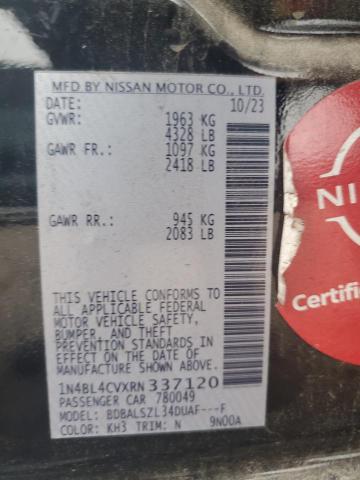 MFD BY NISSAN MOTOR CO., LTD.
DATE: 10/23
GVWR: 1963 KG
4328 LB
GAWR FR.: 1097 KG
2418 LB
GAWR RR.: 945 KG
2083 LB
THIS VEHICLE CONFORMS TO
ALL APPLICABLE FEDERAL
MOTOR VEHICLE SAFETY,
BUMPER, AND THEFT
PREVENTION STANDARDS
IN EFFECT ON THE DATE OF
MANUFACTURE SHOWN ABOVE.
1N4BL4CVXRN337120
PASSENGER CAR 780049
MODEL: BDBALSZL34DUAF---F
COLOR: KH3 TRIM: N 9N00A
NI
Certifie